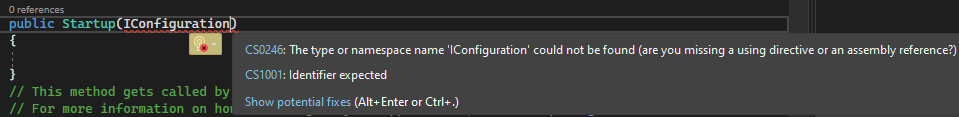 0 references
public Startup(IConfiguration)
{
CS0246: The type or namespace name 'IConfiguration' could not be found (are you missing a using directive or an assembly reference?)
CS1001: Identifier expected
}
// This method gets called by
Show potential fixes (Alt+Enter or Ctrl+.)
// For more information on how